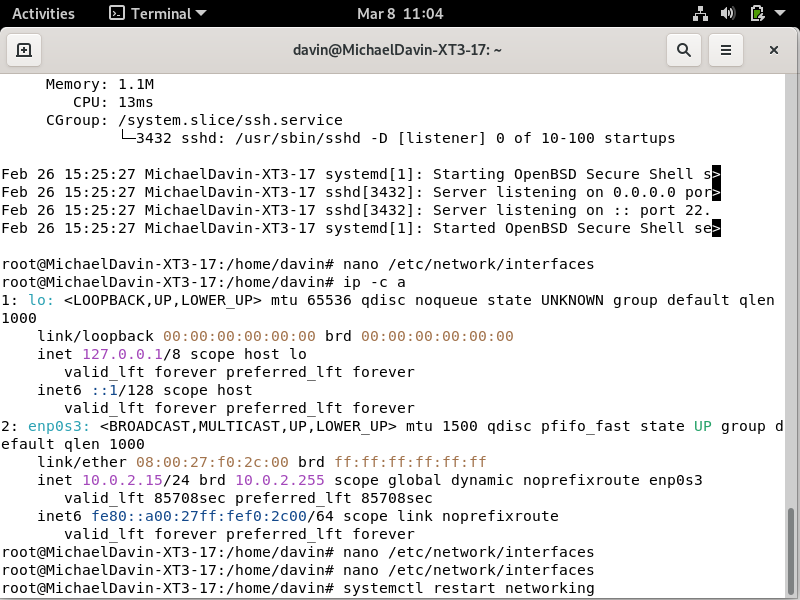 Activities Terminal Mar 8 11:04
davin@MichaelDavin-XT3-17: ~
Memory: 1.1M
CPU: 13ms
CGroup: /system.slice/ssh.service
└─3432 sshd: /usr/sbin/sshd -D [listener] 0 of 10-100 startups
Feb 26 15:25:27 MichaelDavin-XT3-17 systemd[1]: Starting OpenBSD Secure Shell s>
Feb 26 15:25:27 MichaelDavin-XT3-17 sshd[3432]: Server listening on 0.0.0.0 por>
Feb 26 15:25:27 MichaelDavin-XT3-17 sshd[3432]: Server listening on :: port 22.
Feb 26 15:25:27 MichaelDavin-XT3-17 systemd[1]: Started OpenBSD Secure Shell se>
root@MichaelDavin-XT3-17:/home/davin# nano /etc/network/interfaces
root@MichaelDavin-XT3-17:/home/davin# ip -c a
1: lo: <LOOPBACK,UP,LOWER_UP> mtu 65536 qdisc noqueue state UNKNOWN group default qlen
1000
link/loopback 00:00:00:00:00:00 brd 00:00:00:00:00:00
inet 127.0.0.1/8 scope host lo
valid_lft forever preferred_lft forever
inet6 ::1/128 scope host
valid_lft forever preferred_lft forever
2: enp0s3: <BROADCAST,MULTICAST,UP,LOWER_UP> mtu 1500 qdisc pfifo_fast state UP group d
efault qlen 1000
link/ether 08:00:27:f0:2c:00 brd ff:ff:ff:ff:ff:ff
inet 10.0.2.15/24 brd 10.0.2.255 scope global dynamic noprefixroute enp0s3
valid_lft 85708sec preferred_lft 85708sec
inet6 fe80::a00:27ff:fef0:2c00/64 scope link noprefixroute
valid_lft forever preferred_lft forever
root@MichaelDavin-XT3-17:/home/davin# nano /etc/network/interfaces
root@MichaelDavin-XT3-17:/home/davin# nano /etc/network/interfaces
root@MichaelDavin-XT3-17:/home/davin# systemctl restart networking